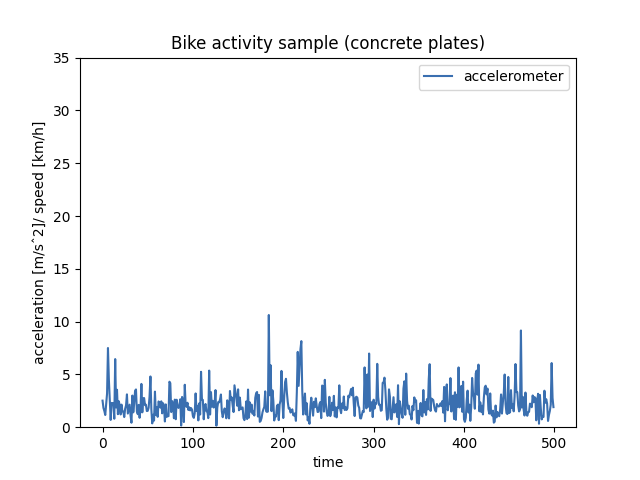 Bike activity sample (concrete plates)
accelerometer
35
30
25
20
15
10
5
0
acceleration [m/sˆ2]/ speed [km/h]
0 100 200 300 400 500
time